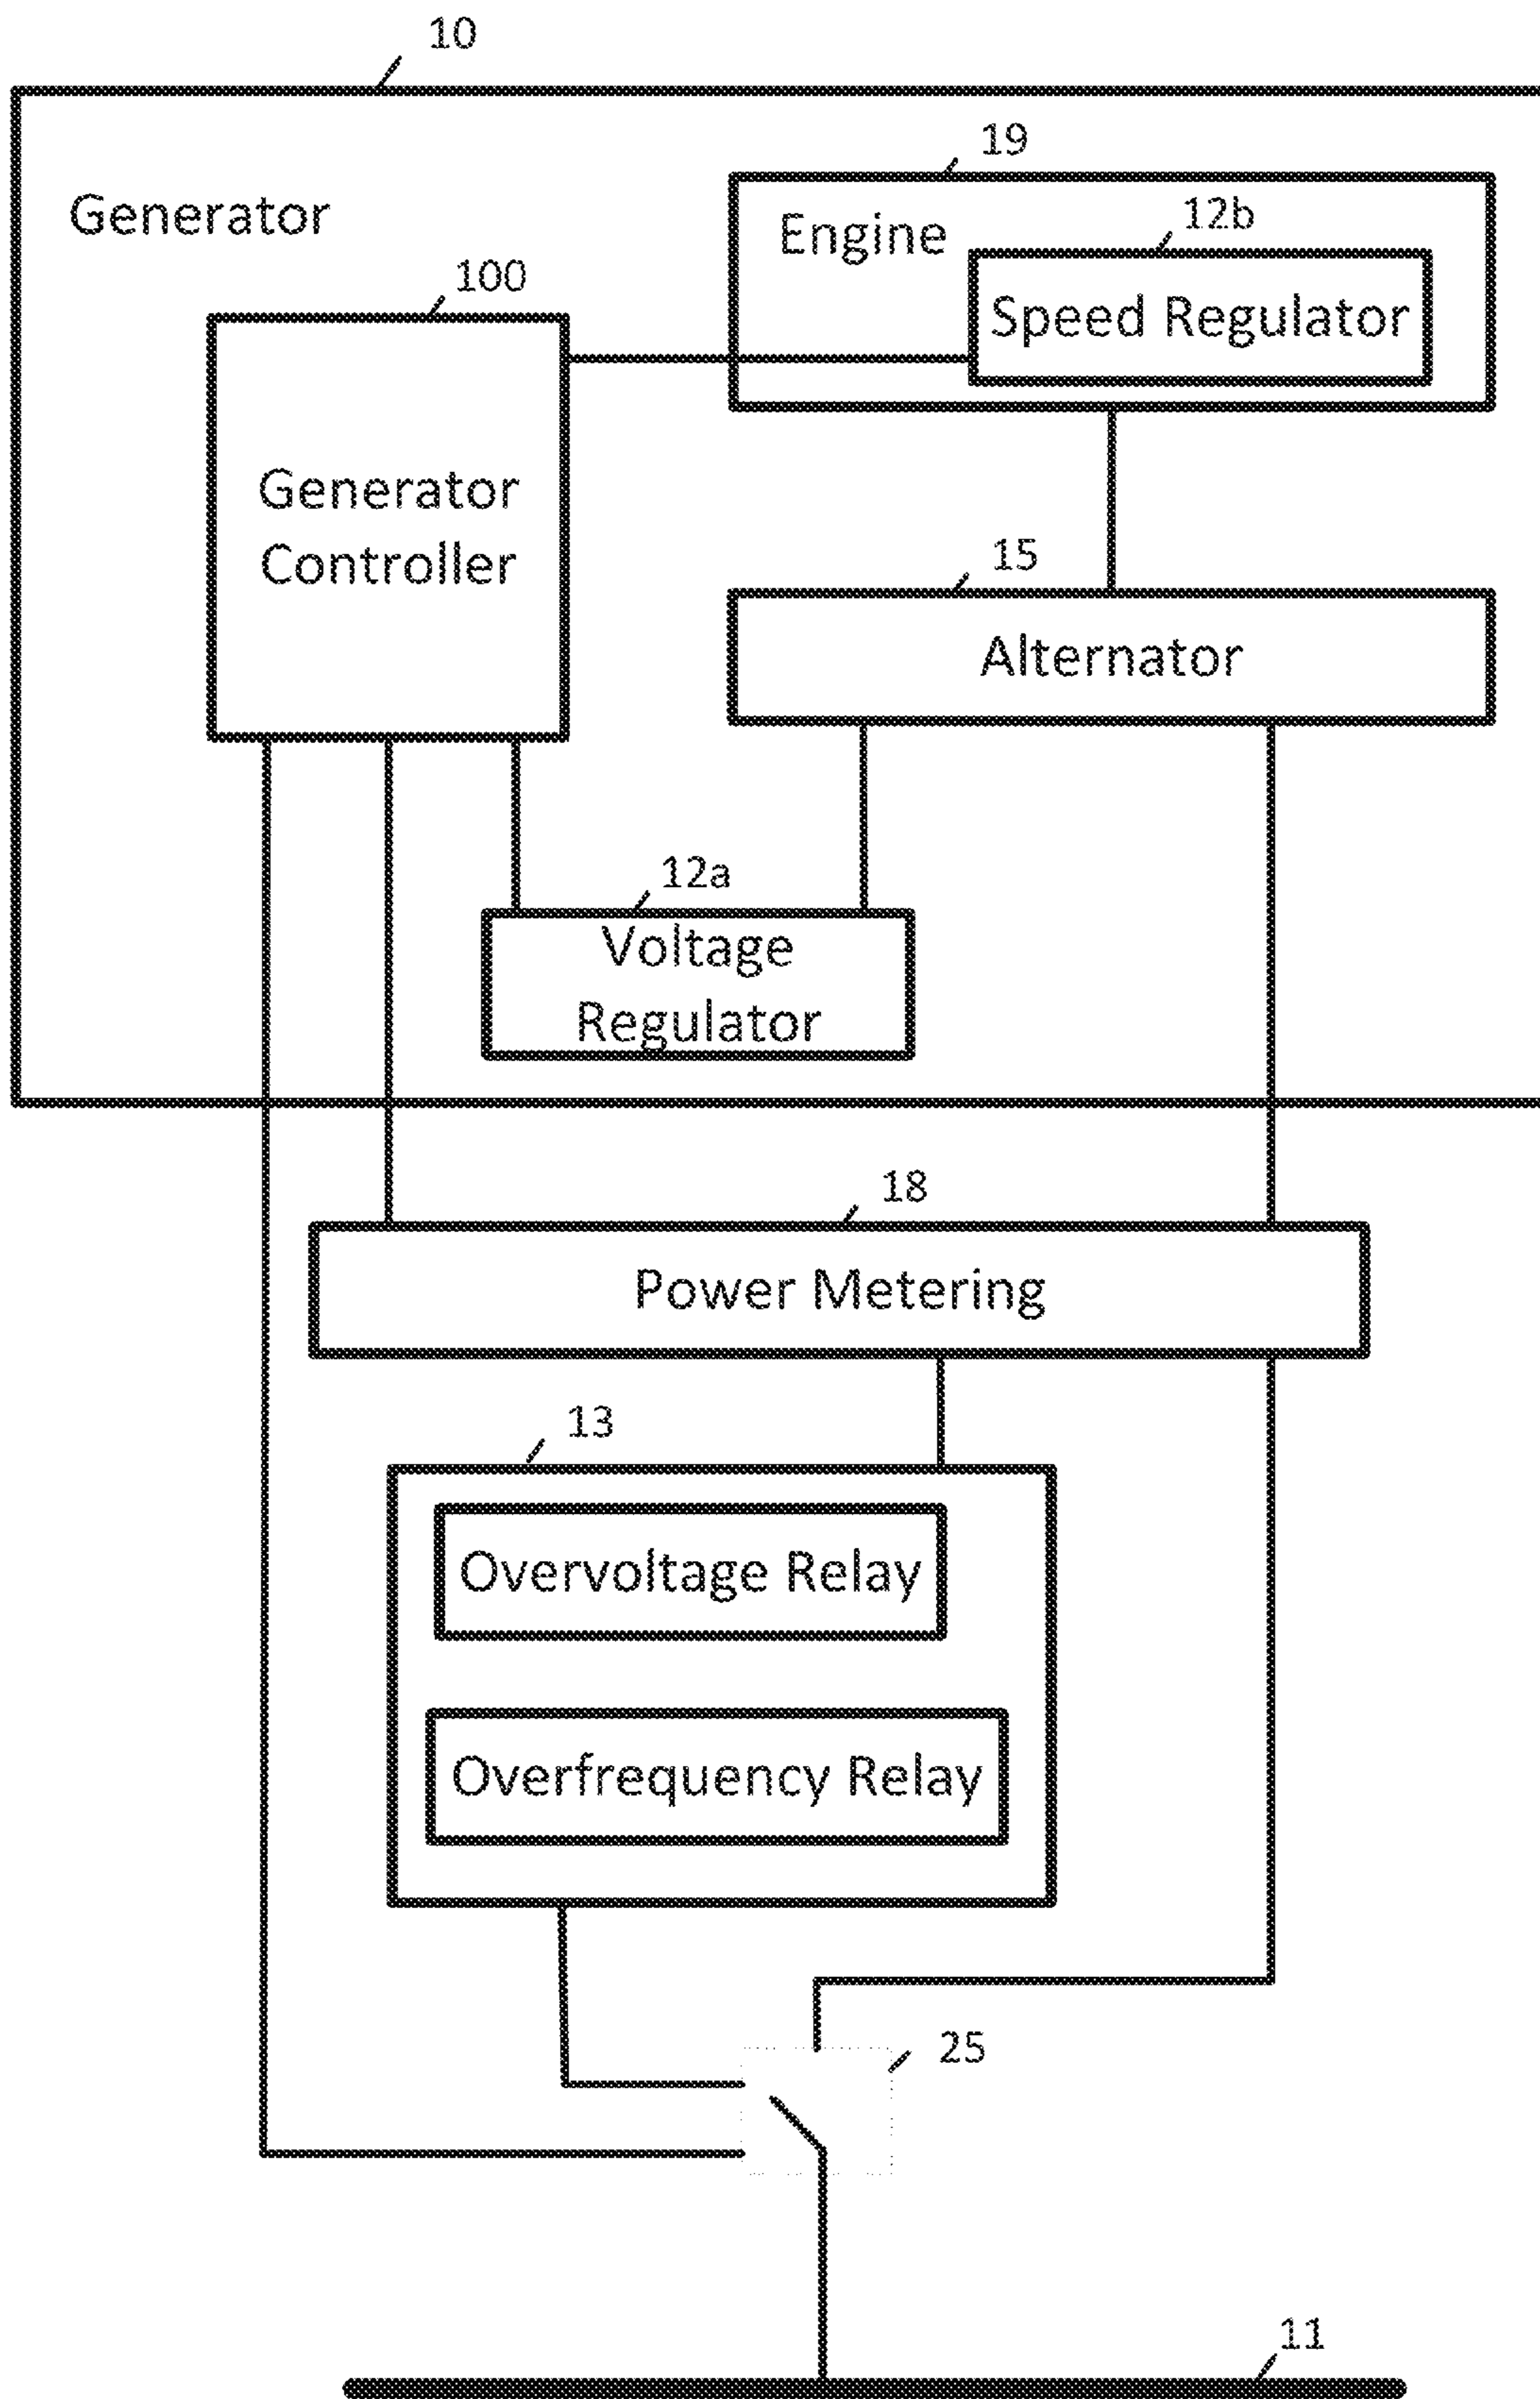 10
19
Generator
Engine
12b
Speed Regulator
100
Generator
Controller
15
Alternator
12a
Voltage
Regulator
18
Power Metering
13
Overvoltage Relay
Overfrequency Relay
25
11